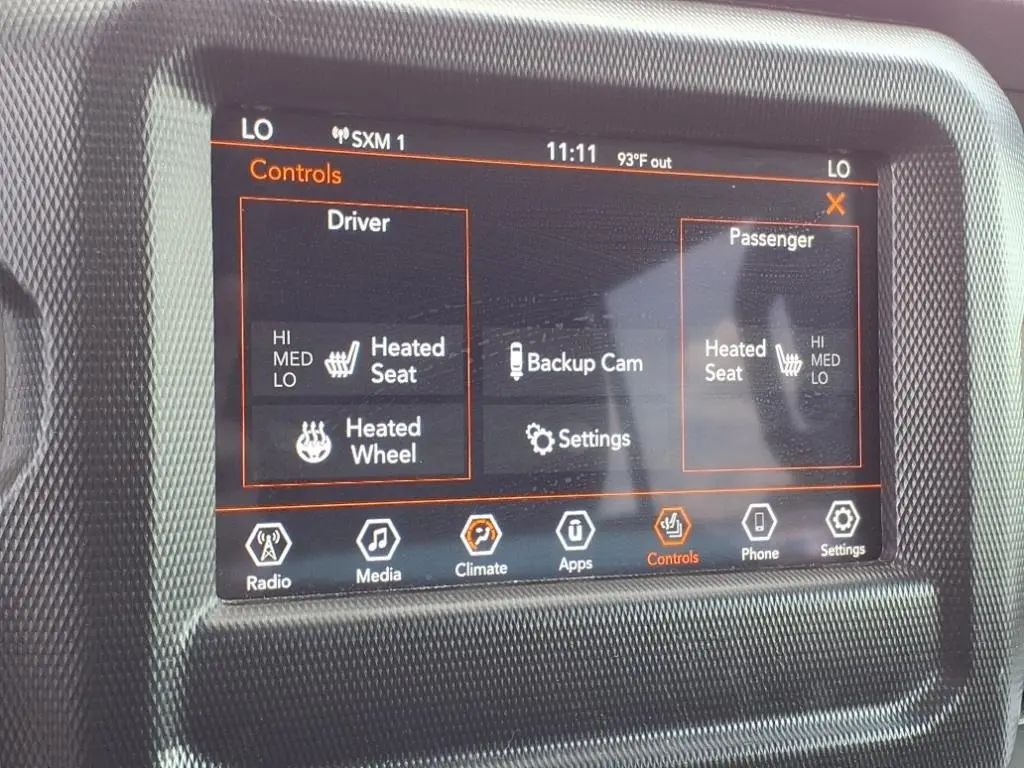 LO SXM 1 11:11 93°F out LO
Controls
Driver
Passenger
HI
MED
LO
Heated
Seat
Backup Cam
Heated
Seat
HI
MED
LO
Heated
Wheel
Settings
Radio Media Climate Apps Controls Phone Settings